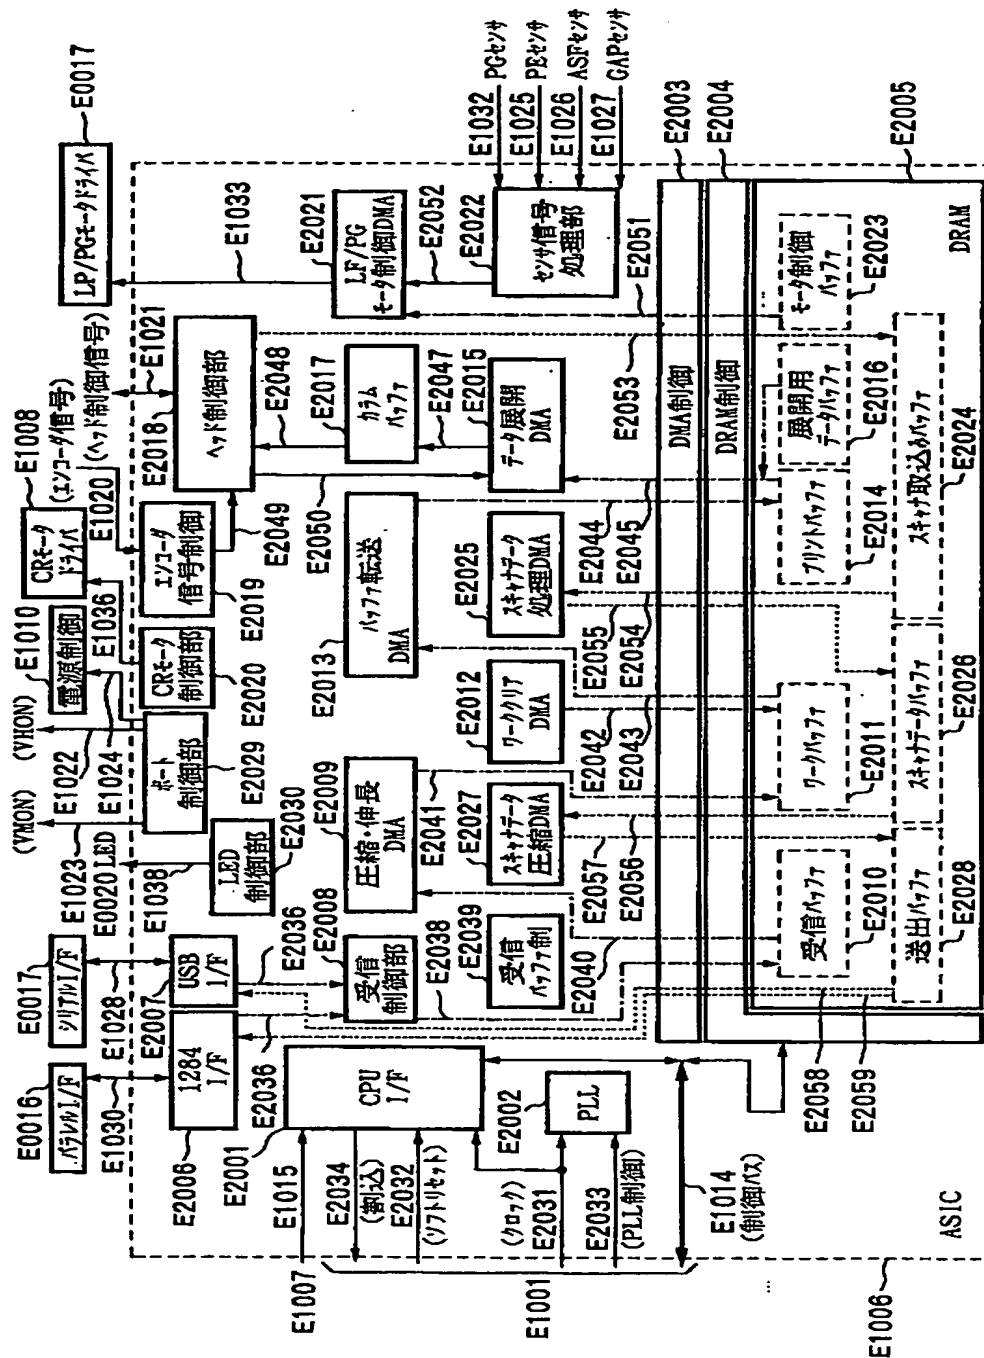 E0016
パラレルI/F
E1030
E0017
シリアルI/F
E1028
E0020 LED
E1038
E1023
(VMON)
E1022
(VHON)
E1024
E1010
電源制御
E1036
E1008
CRモータ
ドライバ
E1020
(エンコーダ信号)
(ヘッド制御信号)
E1021
E0017
LP/PGモータドライバ
E1033
E2006
1284
I/F
E2007
USB
I/F
E2036
E2036
LED
制御部
E2030
ポート
制御部
E2029
CRモータ
制御部
E2020
エンコーダ
信号制御
E2019
E2049
E2018
ヘッド制御部
E2050
E2048
E2021
LF/PG
モータ制御DMA
E2052
E2001
CPU
I/F
E2008
受信
制御部
E2038
E2009
圧縮・伸長
DMA
E2041
E2013
バッファ転送
DMA
E2017
カラム
バッファ
E2047
E2022
センサ信号
処理部
E1032
PGセンサ
E1025
PEセンサ
E1026
ASFセンサ
E1027
GAPセンサ
E2002
PLL
E2039
受信
バッファ制
E2040
E2027
スキャナデータ
圧縮DMA
E2057
E2056
E2012
ワーククリア
DMA
E2042
E2043
E2025
スキャナデータ
処理DMA
E2055
E2054
E2044
E2045
E2015
データ展開
DMA
E2053
E2051
E1007
E1015
E2034
(割込)
E2032
(ソフトリセット)
(クロック)
E2031
E2033
(PLL制御)
E1001
E1014
(制御バス)
DMA制御
E2003
DRAM制御
E2004
E2005
E2058
E2059
受信バッファ
E2010
ワークバッファ
E2011
プリントバッファ
E2014
展開用
データバッファ
E2016
モータ制御
バッファ
E2023
送出バッファ
E2028
スキャナデータバッファ
E2026
スキャナ取込みバッファ
E2024
DRAM
ASIC
E1006